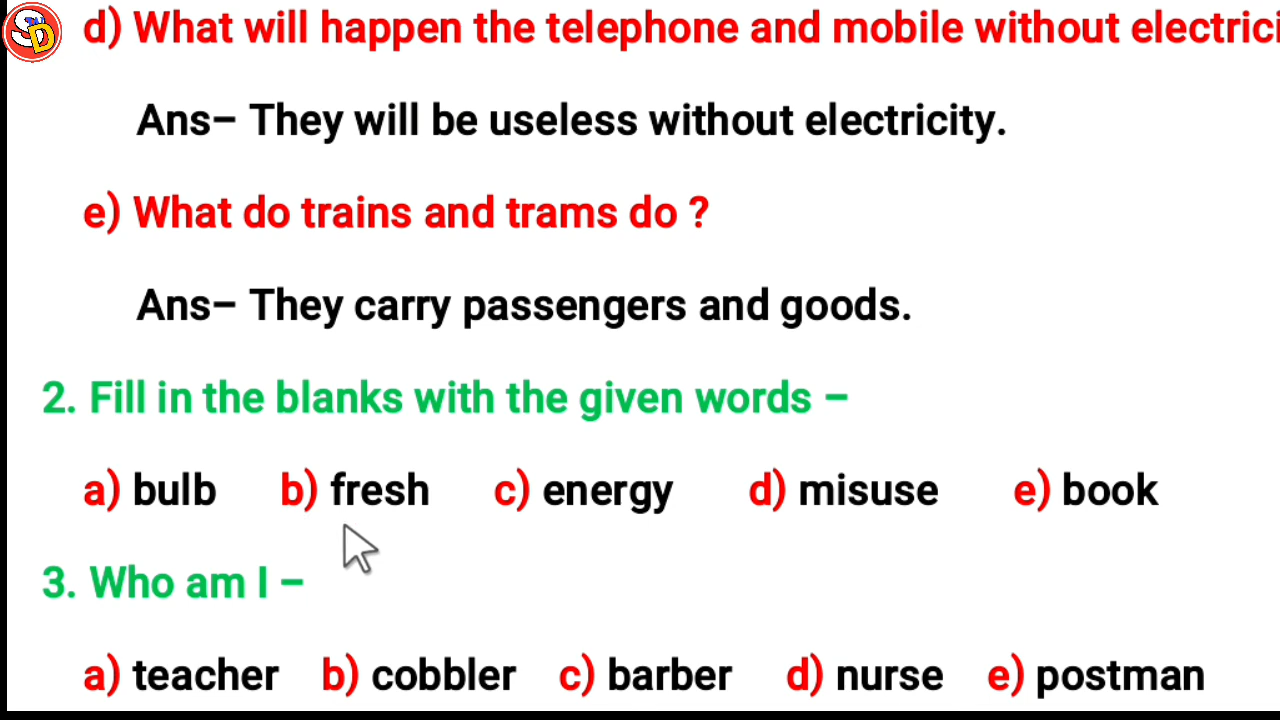 SD
d) What will happen the telephone and mobile without electrici
Ans– They will be useless without electricity.
e) What do trains and trams do ?
Ans– They carry passengers and goods.
2. Fill in the blanks with the given words –
a) bulb b) fresh c) energy d) misuse e) book
3. Who am I –
a) teacher b) cobbler c) barber d) nurse e) postman